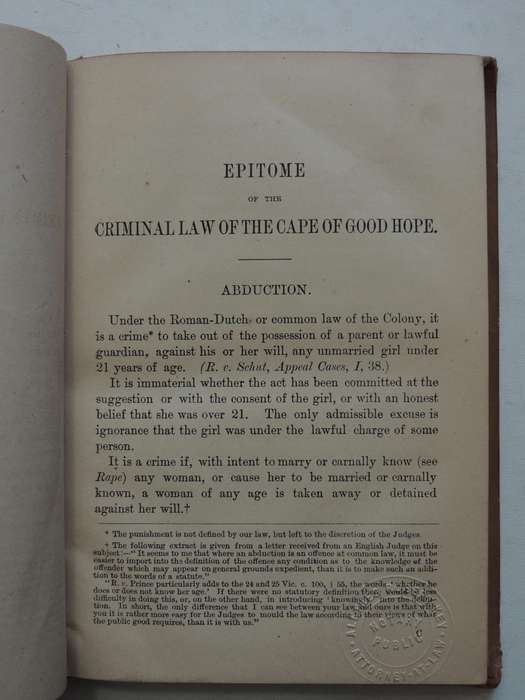 EPITOME
OF THE
CRIMINAL LAW OF THE CAPE OF GOOD HOPE.
ABDUCTION.
Under the Roman-Dutch or common law of the Colony, it
is a crime* to take out of the possession of a parent or lawful
guardian, against his or her will, any unmarried girl under
21 years of age. (R. v. Schut, Appeal Cases, I, 38.)
It is immaterial whether the act has been committed at the
suggestion or with the consent of the girl, or with an honest
belief that she was over 21. The only admissible excuse is
ignorance that the girl was under the lawful charge of some
person.
It is a crime if, with intent to marry or carnally know (see
Rape) any woman, or cause her to be married or carnally
known, a woman of any age is taken away or detained
against her will.†
* The punishment is not defined by our law, but left to the discretion of the Judges
† The following extract is given from a letter received from an English Judge on this
subject:—"It seems to me that where an abduction is an offence at common law, it must be
easier to import into the definition of the offence any condition as to the knowledge of the
offender which may appear on general grounds expedient, than it is to make such an addi-
tion to the words of a statute."
"R. v. Prince particularly adds to the 24 and 25 Vic. c. 100, § 55, the words 'whether he
does or does not know her age.' If there were no statutory definition there would be less
difficulty in doing this, or, on the other hand, in introducing 'knowingly' into the defini-
tion. In short, the only difference that I can see between your law and ours is that with
you it is rather more easy for the Judges to mould the law according to their views of what
the public good requires, than it is with us."
NOTARY
PUBLIC
ATTORNEY-AT-LAW